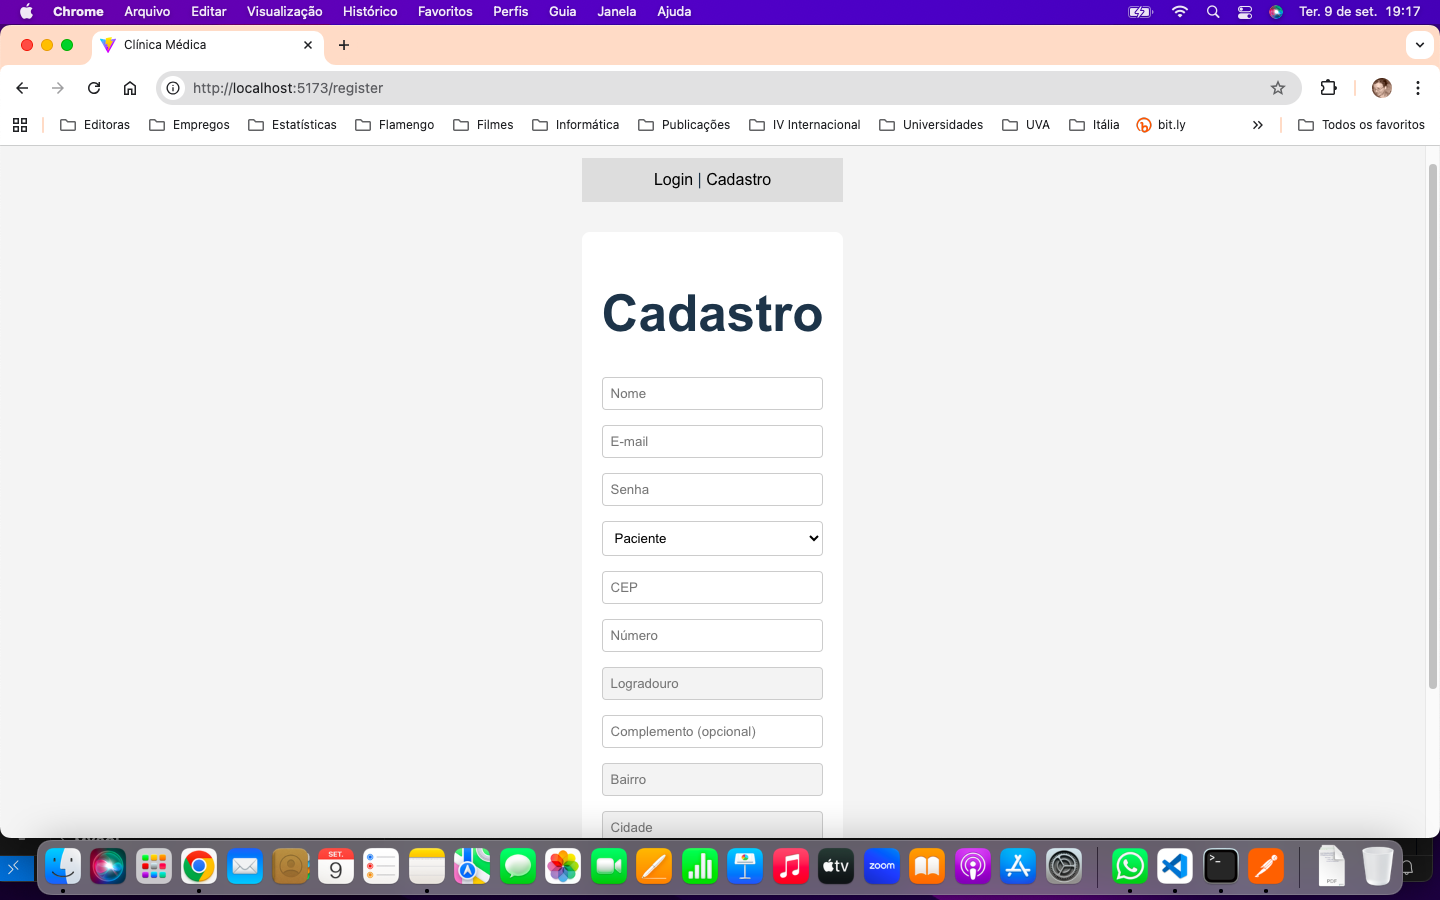 Chrome Arquivo Editar Visualização Histórico Favoritos Perfis Guia Janela Ajuda Ter. 9 de set. 19:17
Clínica Médica
http://localhost:5173/register
Editoras Empregos Estatísticas Flamengo Filmes Informática Publicações IV Internacional Universidades UVA Itália bit.ly Todos os favoritos
Login | Cadastro
Cadastro
Nome
E-mail
Senha
Paciente
CEP
Número
Logradouro
Complemento (opcional)
Bairro
Cidade
SET.
9
tv
zoom
PDF